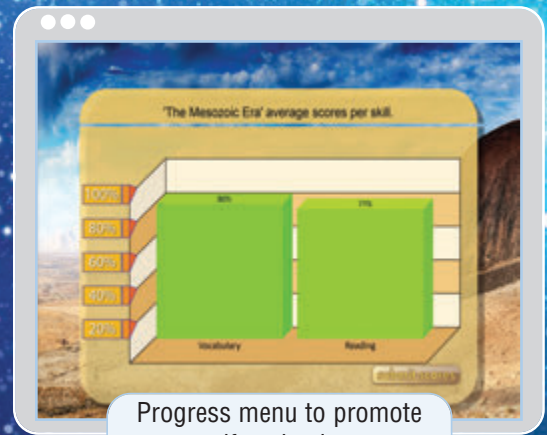 'The Mesozoic Era' average scores per skill.
100%
80%
60%
40%
20%
Vocabulary
Reading
Progress menu to promote